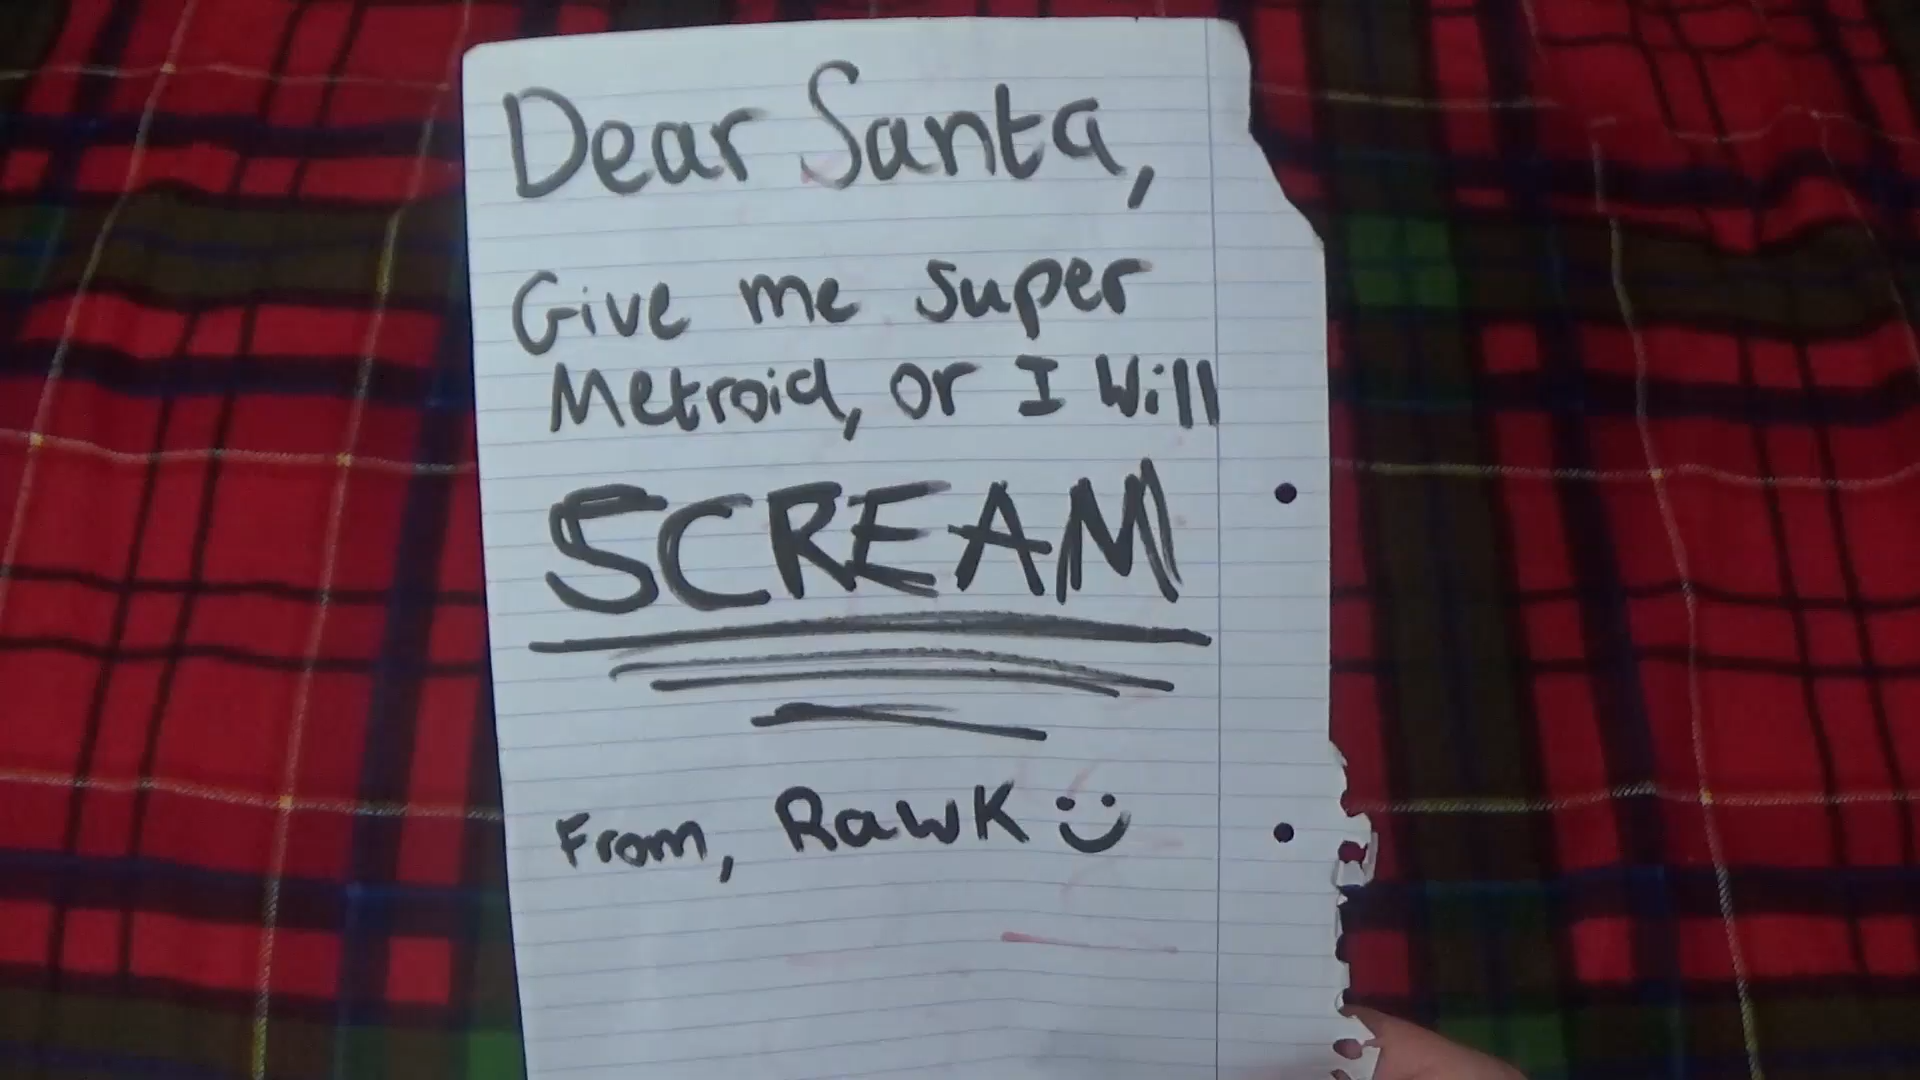 Dear Santa,
Give me super
Metroid, or I Will
SCREAM
From, Rawk